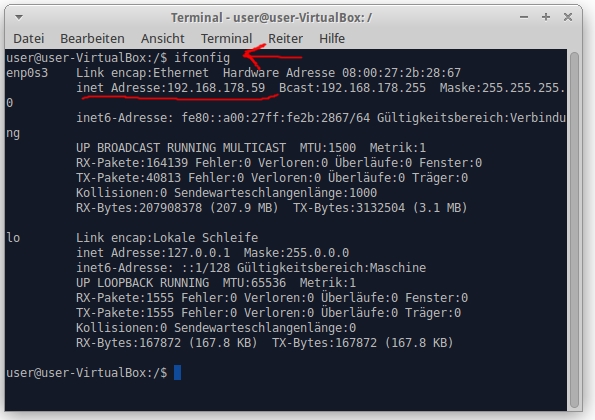 Terminal - user@user-VirtualBox: /
Datei Bearbeiten Ansicht Terminal Reiter Hilfe
user@user-VirtualBox:/$ ifconfig
enp0s3 Link encap:Ethernet Hardware Adresse 08:00:27:2b:28:67
inet Adresse:192.168.178.59 Bcast:192.168.178.255 Maske:255.255.255.
0
inet6-Adresse: fe80::a00:27ff:fe2b:2867/64 Gültigkeitsbereich:Verbindu
ng
UP BROADCAST RUNNING MULTICAST MTU:1500 Metrik:1
RX-Pakete:164139 Fehler:0 Verloren:0 Überläufe:0 Fenster:0
TX-Pakete:40813 Fehler:0 Verloren:0 Überläufe:0 Träger:0
Kollisionen:0 Sendewarteschlangenlänge:1000
RX-Bytes:207908378 (207.9 MB) TX-Bytes:3132504 (3.1 MB)
lo Link encap:Lokale Schleife
inet Adresse:127.0.0.1 Maske:255.0.0.0
inet6-Adresse: ::1/128 Gültigkeitsbereich:Maschine
UP LOOPBACK RUNNING MTU:65536 Metrik:1
RX-Pakete:1555 Fehler:0 Verloren:0 Überläufe:0 Fenster:0
TX-Pakete:1555 Fehler:0 Verloren:0 Überläufe:0 Träger:0
Kollisionen:0 Sendewarteschlangenlänge:0
RX-Bytes:167872 (167.8 KB) TX-Bytes:167872 (167.8 KB)
user@user-VirtualBox:/$